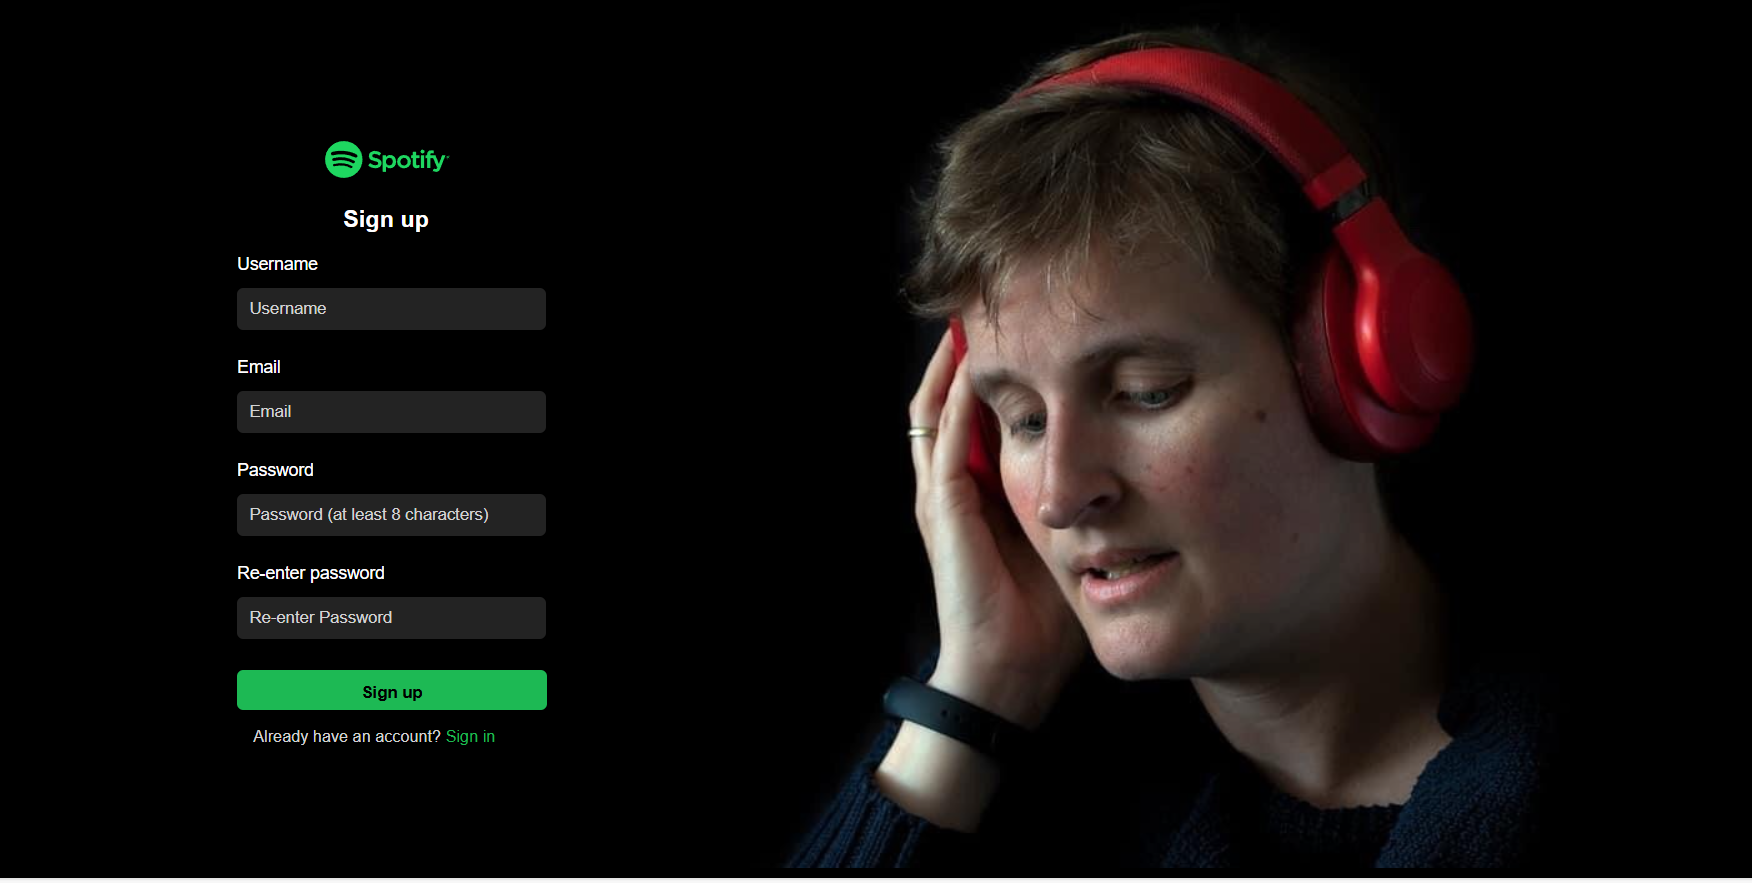 Spotify
Sign up
Username
Username
Email
Email
Password
Password (at least 8 characters)
Re-enter password
Re-enter Password
Sign up
Already have an account? Sign in